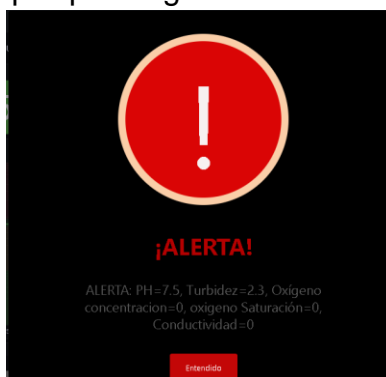 ¡ALERTA!
ALERTA: PH=7.5, Turbidez=2.3, Oxígeno
concentracion=0, oxigeno Saturación=0,
Conductividad=0
Entendido